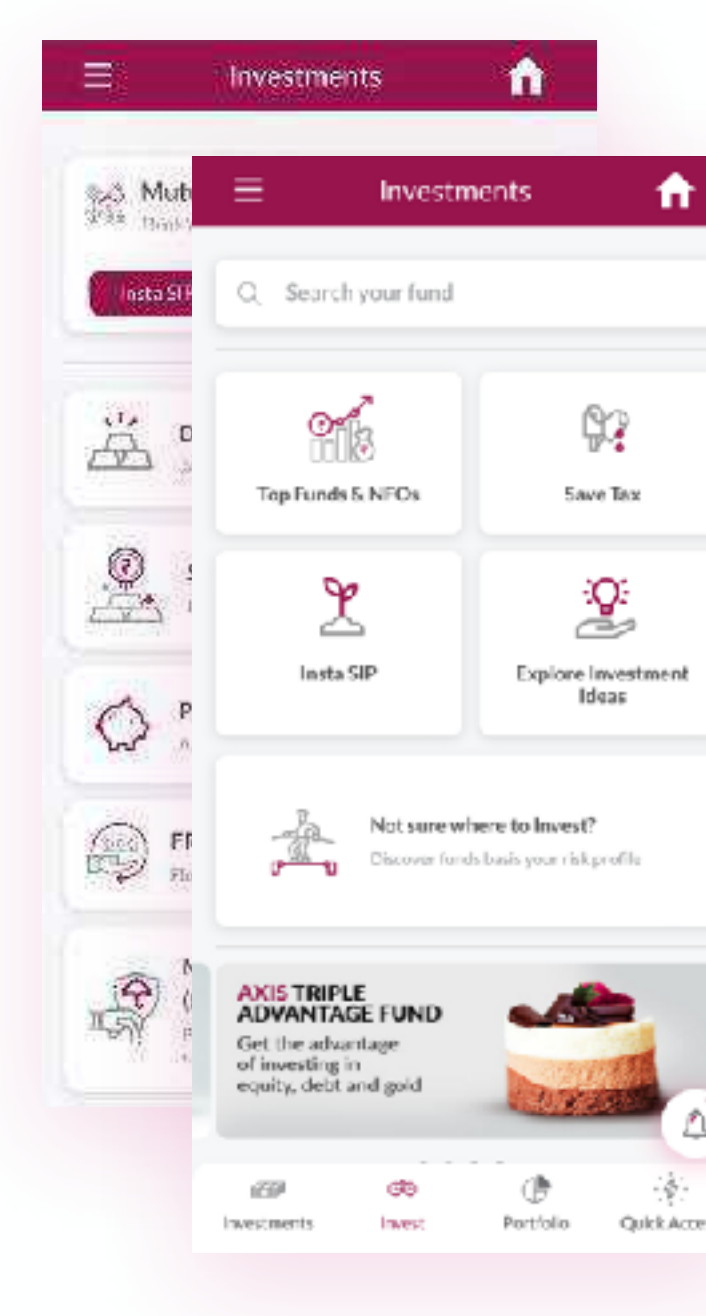 Investments
Mut
Insta SI
FR
Investments
Search your fund
Top Funds & NFOs
Save Tax
Insta SIP
Explore Investment
Ideas
Not sure where to Invest?
Discover funds basis your risk profile
AXIS TRIPLE
ADVANTAGE FUND
Get the advantage
of investing in
equity, debt and gold
Investments
Invest
Portfolio
Quick Acce